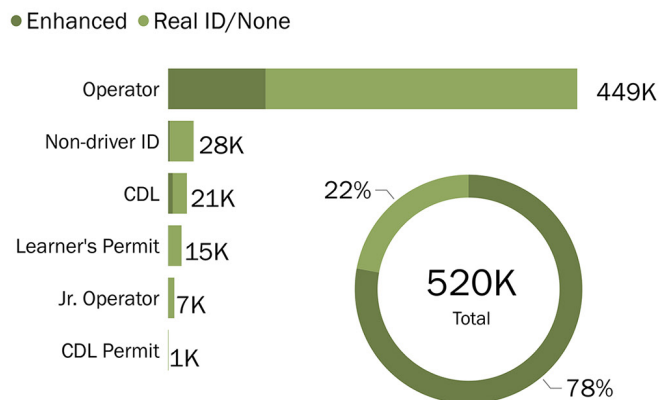 Enhanced Real ID/None
Operator 449K
Non-driver ID 28K
CDL 21K
Learner's Permit 15K
Jr. Operator 7K
CDL Permit 1K
22%
520K
Total
78%